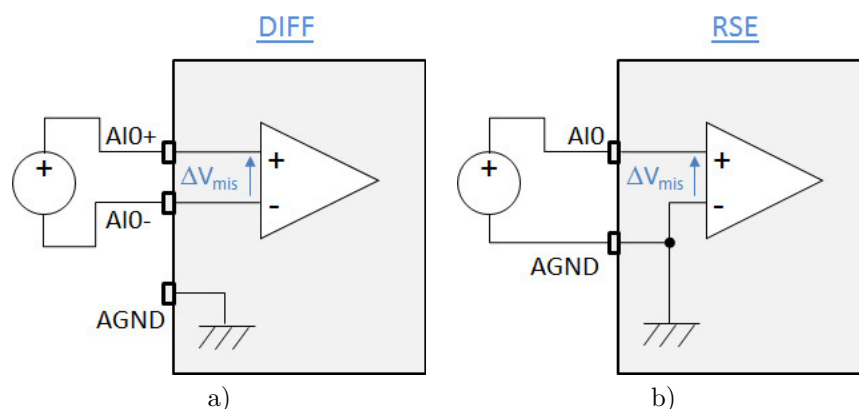 DIFF
AI0+
+
+
ΔVmis
-
AI0-
AGND
a)
RSE
AI0
+
+
ΔVmis
-
AGND
b)